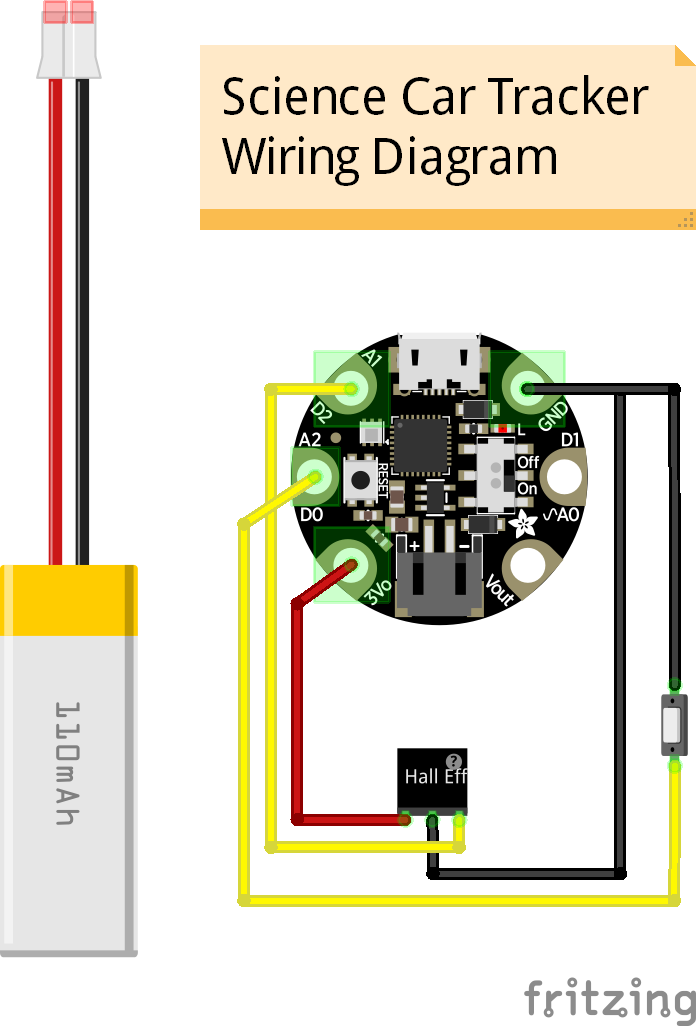 Science Car Tracker
Wiring Diagram
A1
D2
GND
A2
L
D1
Off
RESET
On
D0
A0
+
-
3Vo
Vout
110mAh
?
Hall Eff
fritzing